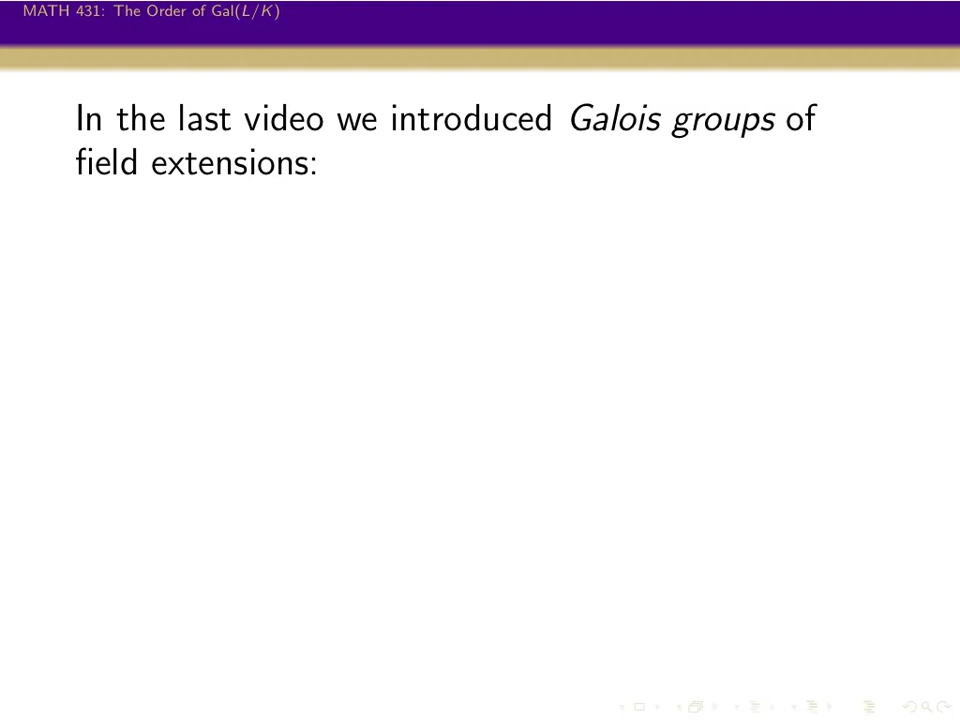 MATH 431: The Order of Gal(L/K)
In the last video we introduced Galois groups of
field extensions: